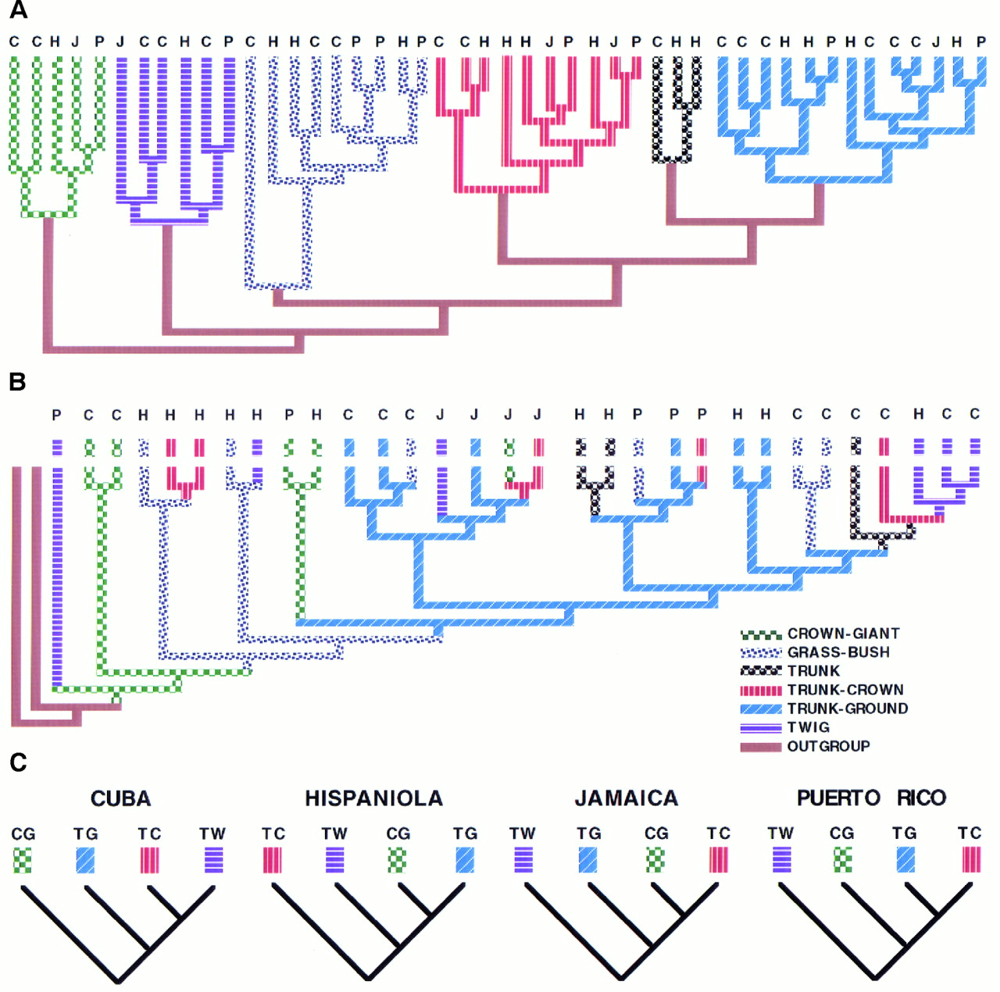 A
C C H J P J C C H C P C H H C C P P H P C C H H H J P H J P C H H C C C H H P H C C C J H P
B
P C C H H H H H P H C C C J J J J H H P P P H H C C C C H C C
CROWN-GIANT
GRASS-BUSH
TRUNK
TRUNK-CROWN
TRUNK-GROUND
TWIG
OUTGROUP
C
CUBA HISPANIOLA JAMAICA PUERTO RICO
CG TG TC TW TC TW CG TG TW TG CG TC TW CG TG TC